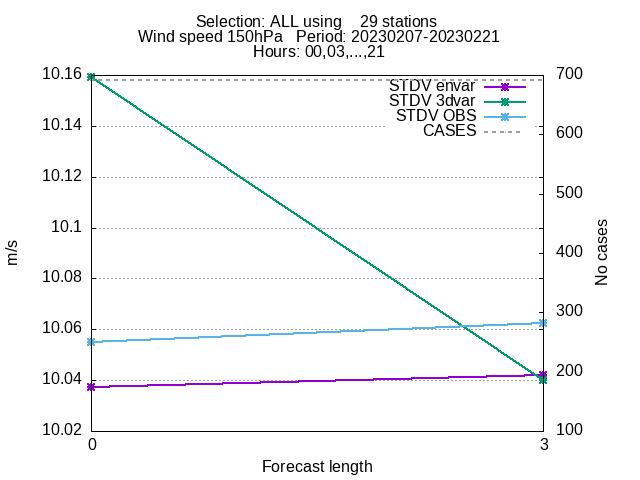 Selection: ALL using    29 stations
Wind speed 150hPa   Period: 20230207-20230221
Hours: 00,03,...,21
STDV envar
STDV 3dvar
STDV OBS
CASES
10.16
10.14
10.12
10.1
10.08
10.06
10.04
10.02
700
600
500
400
300
200
100
m/s
No cases
0
3
Forecast length